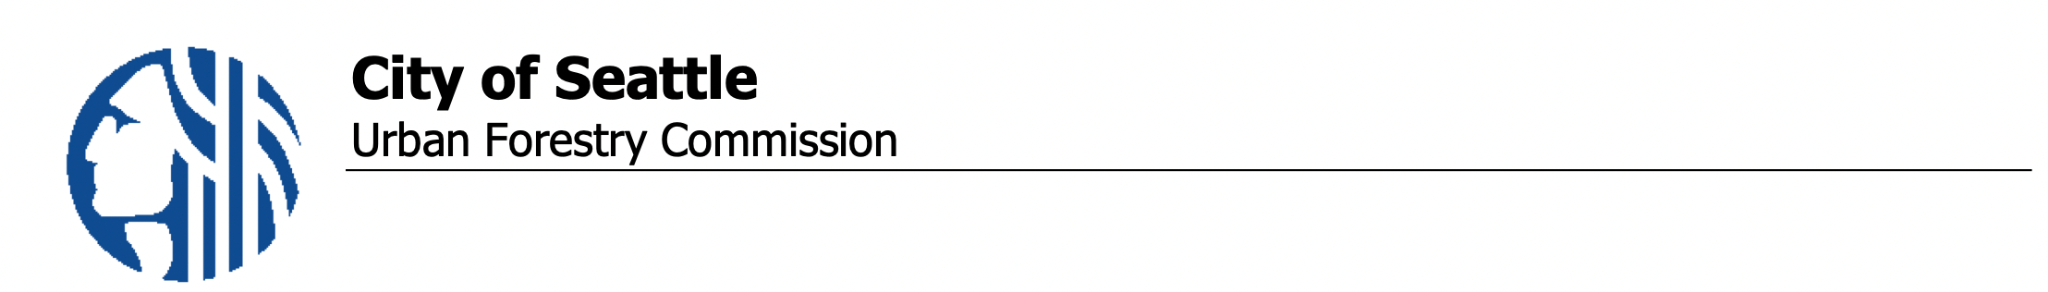 City of Seattle
Urban Forestry Commission